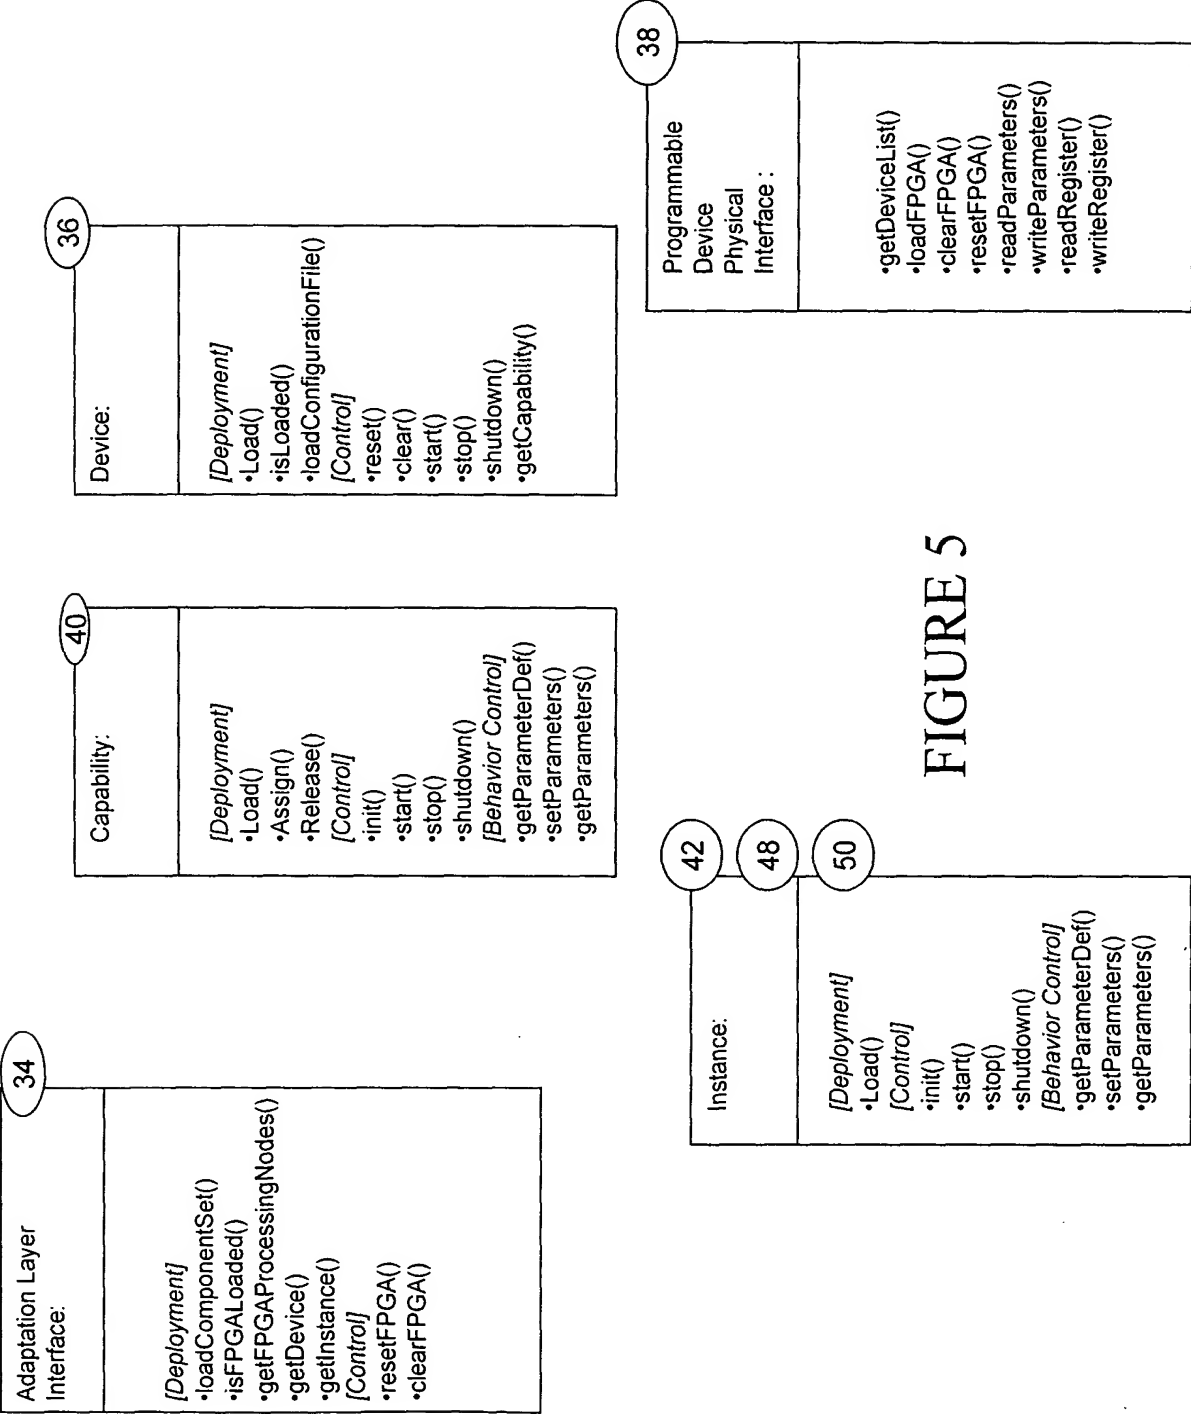 34
Adaptation Layer
Interface:
[Deployment]
•loadComponentSet()
•isFPGALoaded()
•getFPGAProcessingNodes()
•getDevice()
•getInstance()
[Control]
•resetFPGA()
•clearFPGA()
40
Capability:
[Deployment]
•Load()
•Assign()
•Release()
[Control]
•init()
•start()
•stop()
•shutdown()
[Behavior Control]
•getParameterDef()
•setParameters()
•getParameters()
36
Device:
[Deployment]
•Load()
•isLoaded()
•loadConfigurationFile()
[Control]
•reset()
•clear()
•start()
•stop()
•shutdown()
•getCapability()
42
48
50
Instance:
[Deployment]
•Load()
[Control]
•init()
•start()
•stop()
•shutdown()
[Behavior Control]
•getParameterDef()
•setParameters()
•getParameters()
38
Programmable
Device
Physical
Interface :
•getDeviceList()
•loadFPGA()
•clearFPGA()
•resetFPGA()
•readParameters()
•writeParameters()
•readRegister()
•writeRegister()
FIGURE 5